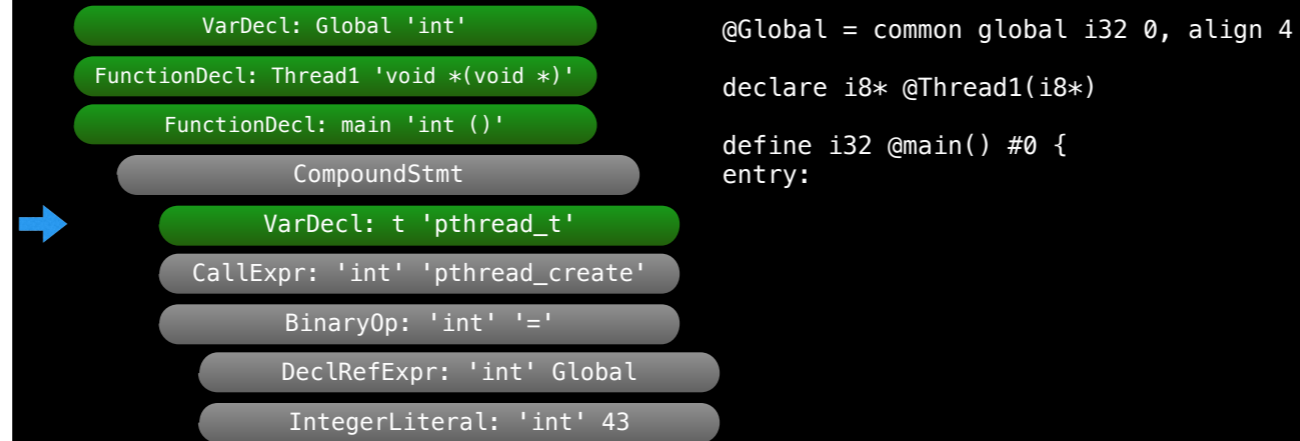 VarDecl: Global 'int'
FunctionDecl: Thread1 'void *(void *)'
FunctionDecl: main 'int ()'
CompoundStmt
VarDecl: t 'pthread_t'
CallExpr: 'int' 'pthread_create'
BinaryOp: 'int' '='
DeclRefExpr: 'int' Global
IntegerLiteral: 'int' 43
@Global = common global i32 0, align 4
declare i8* @Thread1(i8*)
define i32 @main() #0 {
entry: